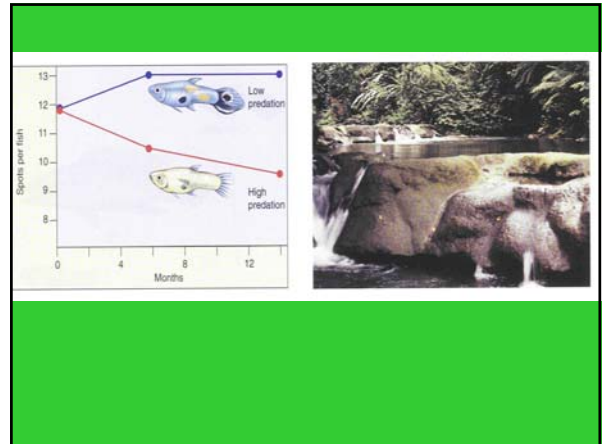 13
12
11
10
9
8
Spots per fish
Low
predation
High
predation
0 4 8 12
Months